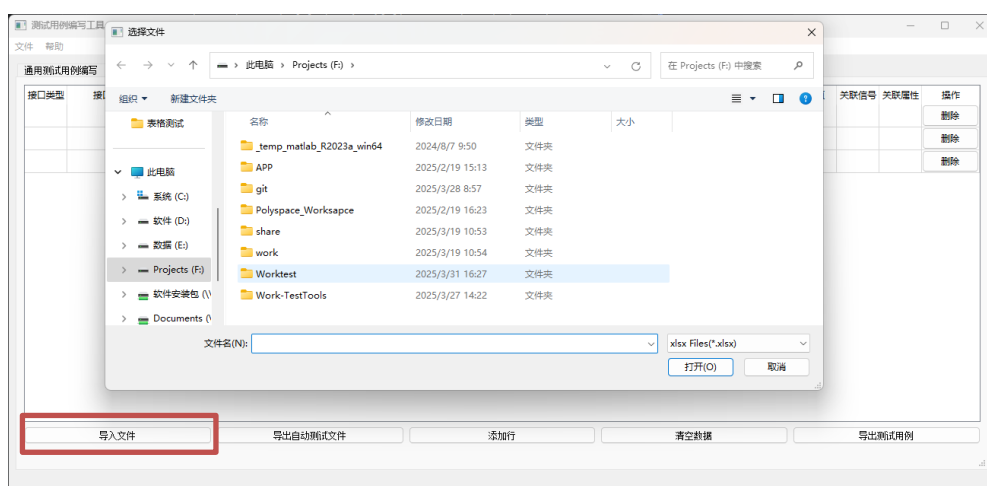 测试用例编写工具
选择文件
文件 帮助
此电脑 › Projects (F:) ›
在 Projects (F:) 中搜索
通用测试用例编写
组织 新建文件夹
接口类型
关联信号 关联属性 操作
名称 修改日期 类型 大小
表格测试
删除
_temp_matlab_R2023a_win64 2024/8/7 9:50 文件夹
删除
APP 2025/2/19 15:13 文件夹
删除
此电脑
git 2025/3/28 8:57 文件夹
系统 (C:)
Polyspace_Worksapce 2025/2/19 16:23 文件夹
软件 (D:)
share 2025/3/19 10:53 文件夹
数据 (E:)
work 2025/3/19 10:54 文件夹
Projects (F:)
Worktest 2025/3/31 16:27 文件夹
软件安装包 (\\
Work-TestTools 2025/3/27 14:22 文件夹
Documents (\
文件名(N):
xlsx Files(*.xlsx)
打开(O) 取消
导入文件 导出自动测试文件 添加行 清空数据 导出测试用例